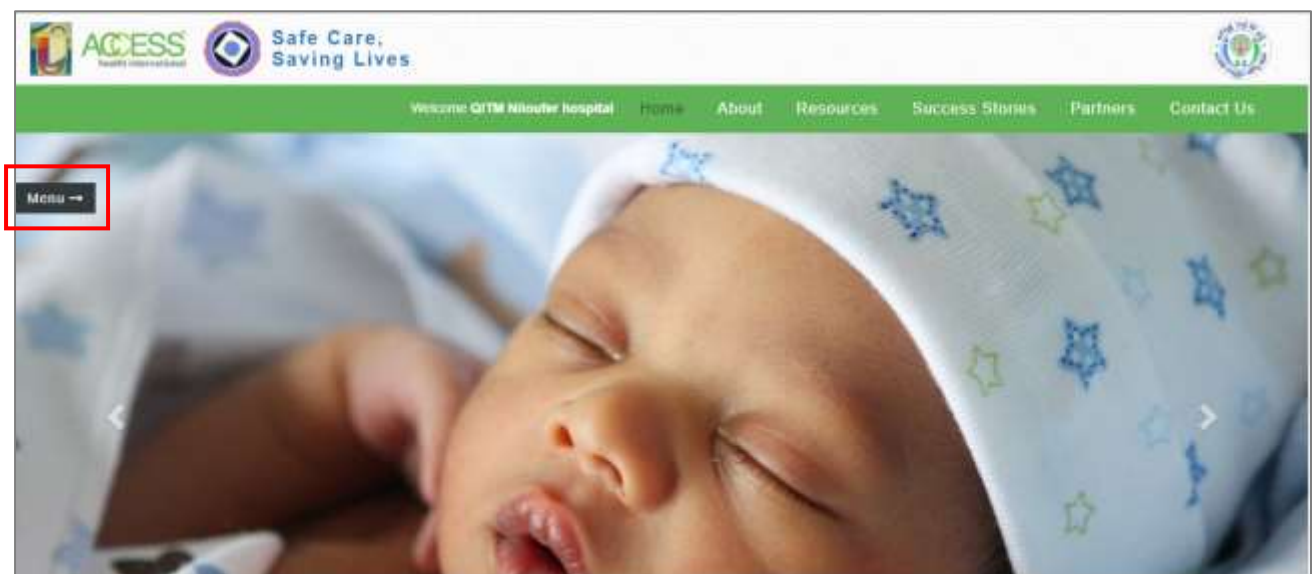 ACCESS
health international
Safe Care,
Saving Lives
Welcome QITM Niloufer hospital Home About Resources Success Stories Partners Contact Us
Menu →